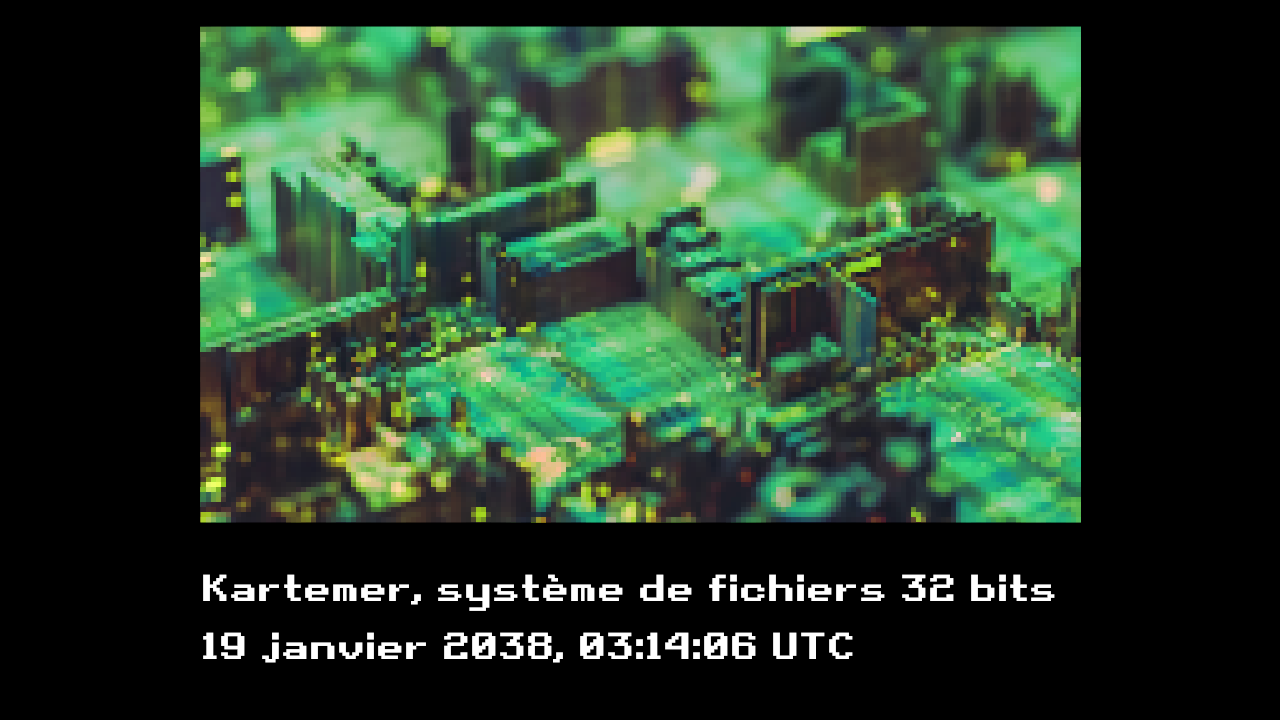 Kartemer, système de fichiers 32 bits
19 janvier 2038, 03:14:06 UTC